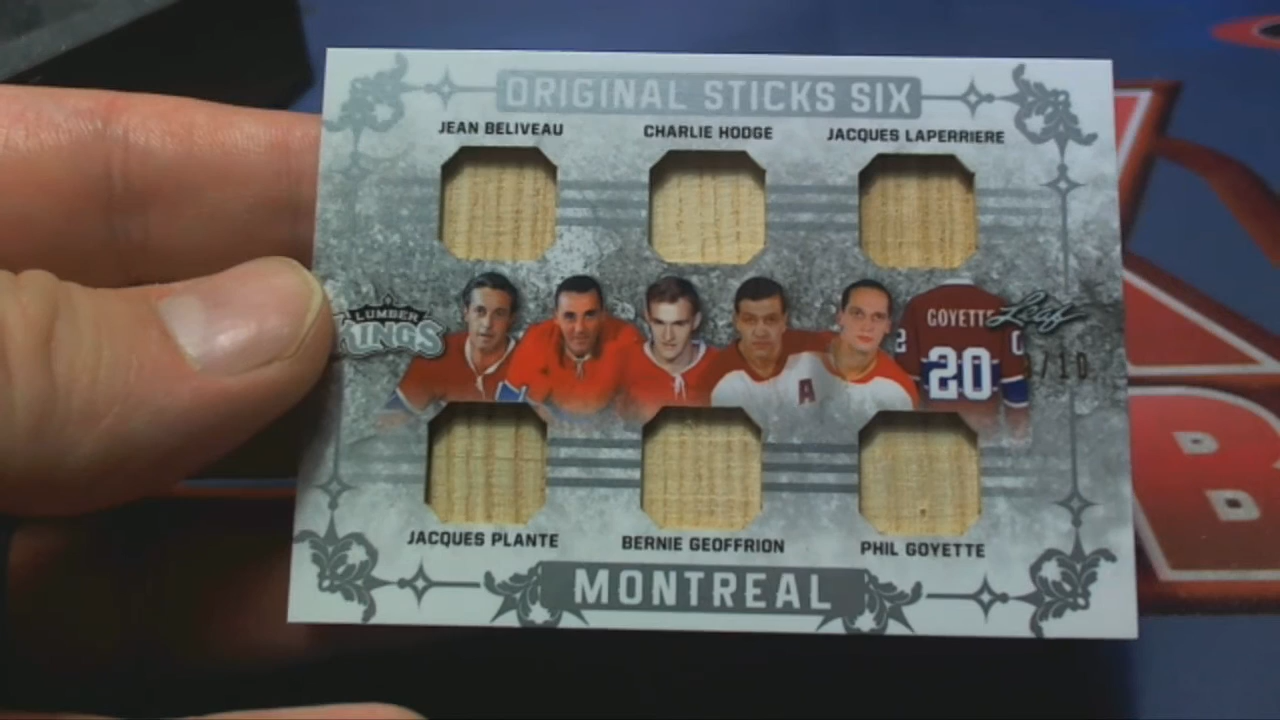 ORIGINAL STICKS SIX
JEAN BELIVEAU
CHARLIE HODGE
JACQUES LAPERRIERE
LUMBER
KINGS
A
GOYETTE
20
Leaf
/10
JACQUES PLANTE
BERNIE GEOFFRION
PHIL GOYETTE
MONTREAL
B